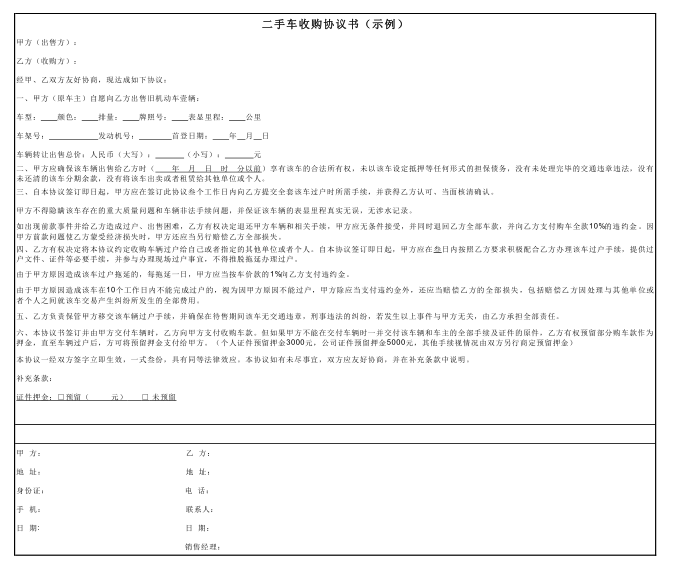 二手车收购协议书（示例）
甲方（出售方）：
乙方（收购方）：
经甲、乙双方友好协商，现达成如下协议：
一、甲方（原车主）自愿向乙方出售旧机动车壹辆：
车型：____颜色：____排量：____牌照号：____表显里程：____公里
车架号：____________发动机号：________首登日期：____年__月__日
车辆转让出售总价：人民币（大写）：_______（小写）：_______元
二、甲方应确保该车辆出售给乙方时（    年  月  日  时  分以前）享有该车的合法所有权，未以该车设定抵押等任何形式的担保债务，没有未处理完毕的交通违章违法，没有
未还清的该车分期余款，没有将该车出卖或者租赁给其他单位或个人。
三、自本协议签订即日起，甲方应在签订此协议叁个工作日内向乙方提交全套该车过户时所需手续，并获得乙方认可、当面核清确认。
甲方不得隐瞒该车存在的重大质量问题和车辆非法手续问题，并保证该车辆的表显里程真实无误，无涉水记录。
如出现前款事件并给乙方造成过户、出售困难，乙方有权决定退还甲方车辆和相关手续，甲方应无条件接受，并同时退回乙方全部车款，并向乙方支付购车全款10%的违约金。因
甲方前款问题使乙方蒙受经济损失时，甲方还应当另行赔偿乙方全部损失。
四、乙方有权决定将本协议约定收购车辆过户给自己或者指定的其他单位或者个人。自本协议签订即日起，甲方应在叁日内按照乙方要求积极配合乙方办理该车过户手续，提供过
户文件、证件等必要手续，并参与办理现场过户事宜，不得推脱拖延办理过户。
由于甲方原因造成该车过户拖延的，每拖延一日，甲方应当按车价款的1%向乙方支付违约金。
由于甲方原因造成该车在10个工作日内不能完成过户的，视为因甲方原因不能过户，甲方除应当支付违约金外，还应当赔偿乙方的全部损失，包括赔偿乙方因处理与其他单位或
者个人之间就该车交易产生纠纷所发生的全部费用。
五、乙方负责保管甲方移交该车辆过户手续，并确保在待售期间该车无交通违章，刑事违法的纠纷，若发生以上事件与甲方无关，由乙方承担全部责任。
六、本协议书签订并由甲方交付车辆时，乙方向甲方支付收购车款。但如果甲方不能在交付车辆时一并交付该车辆和车主的全部手续及证件的原件，乙方有权预留部分购车款作为
押金，直至车辆过户后，方可将预留押金支付给甲方。（个人证件预留押金3000元，公司证件预留押金5000元，其他手续视情况由双方另行商定预留押金）
本协议一经双方签字立即生效，一式叁份，具有同等法律效应。本协议如有未尽事宜，双方应友好协商，并在补充条款中说明。
补充条款：
证件押金：□预留（    元）  □ 未预留
甲 方：  乙 方：
地 址：  地 址：
身份证：  电 话：
手 机：  联系人：
日 期：  日 期：
销售经理：